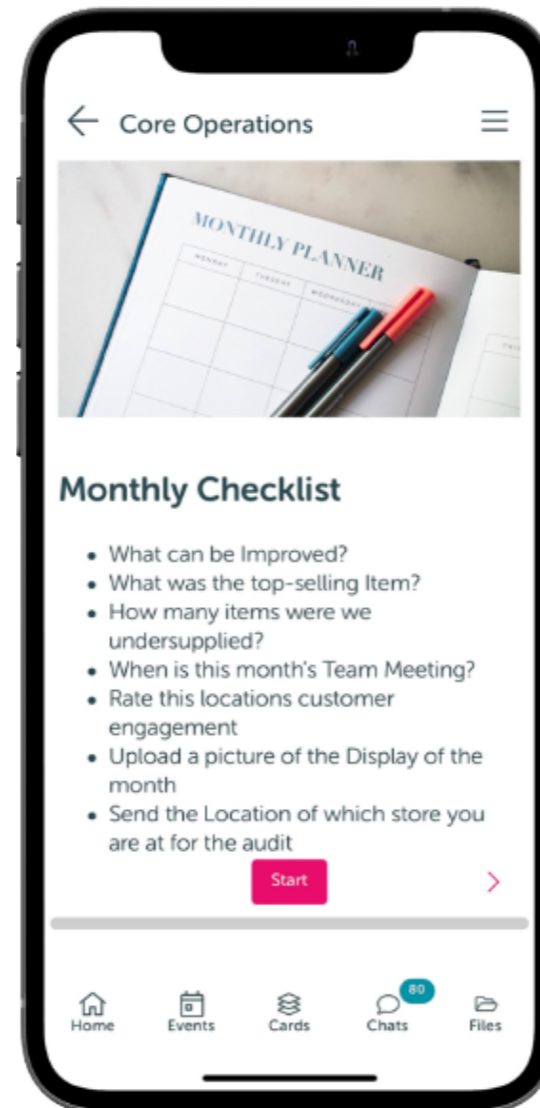 Core Operations
MONTHLY PLANNER
MONDAY
TUESDAY
WEDNESDAY
Monthly Checklist
• What can be Improved?
• What was the top-selling Item?
• How many items were we
undersupplied?
• When is this month's Team Meeting?
• Rate this locations customer
engagement
• Upload a picture of the Display of the
month
• Send the Location of which store you
are at for the audit
Start
80
Home
Events
Cards
Chats
Files